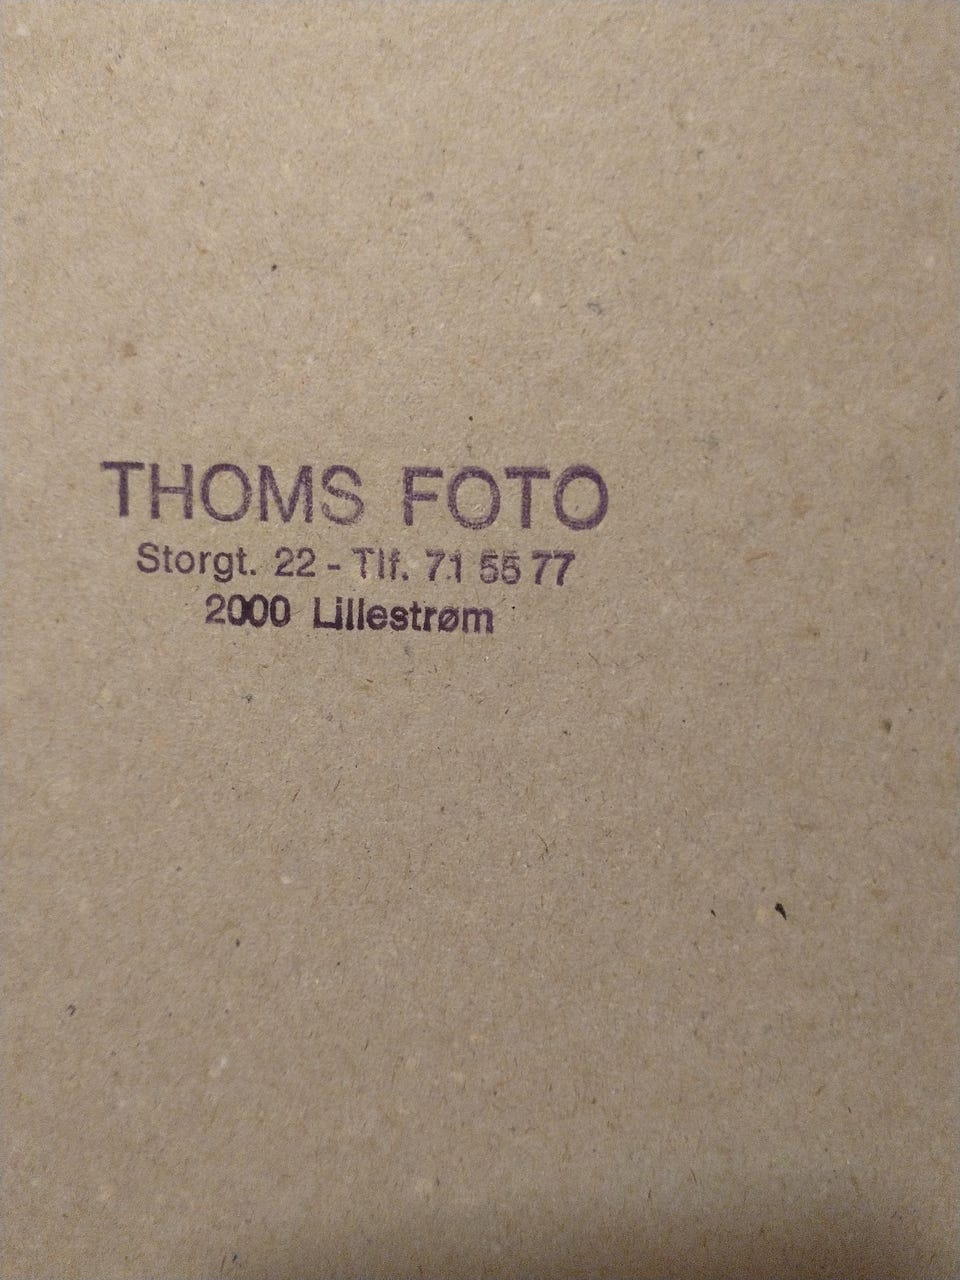 THOMS FOTO
Storgt. 22 - Tlf. 71 55 77
2000 Lillestrøm